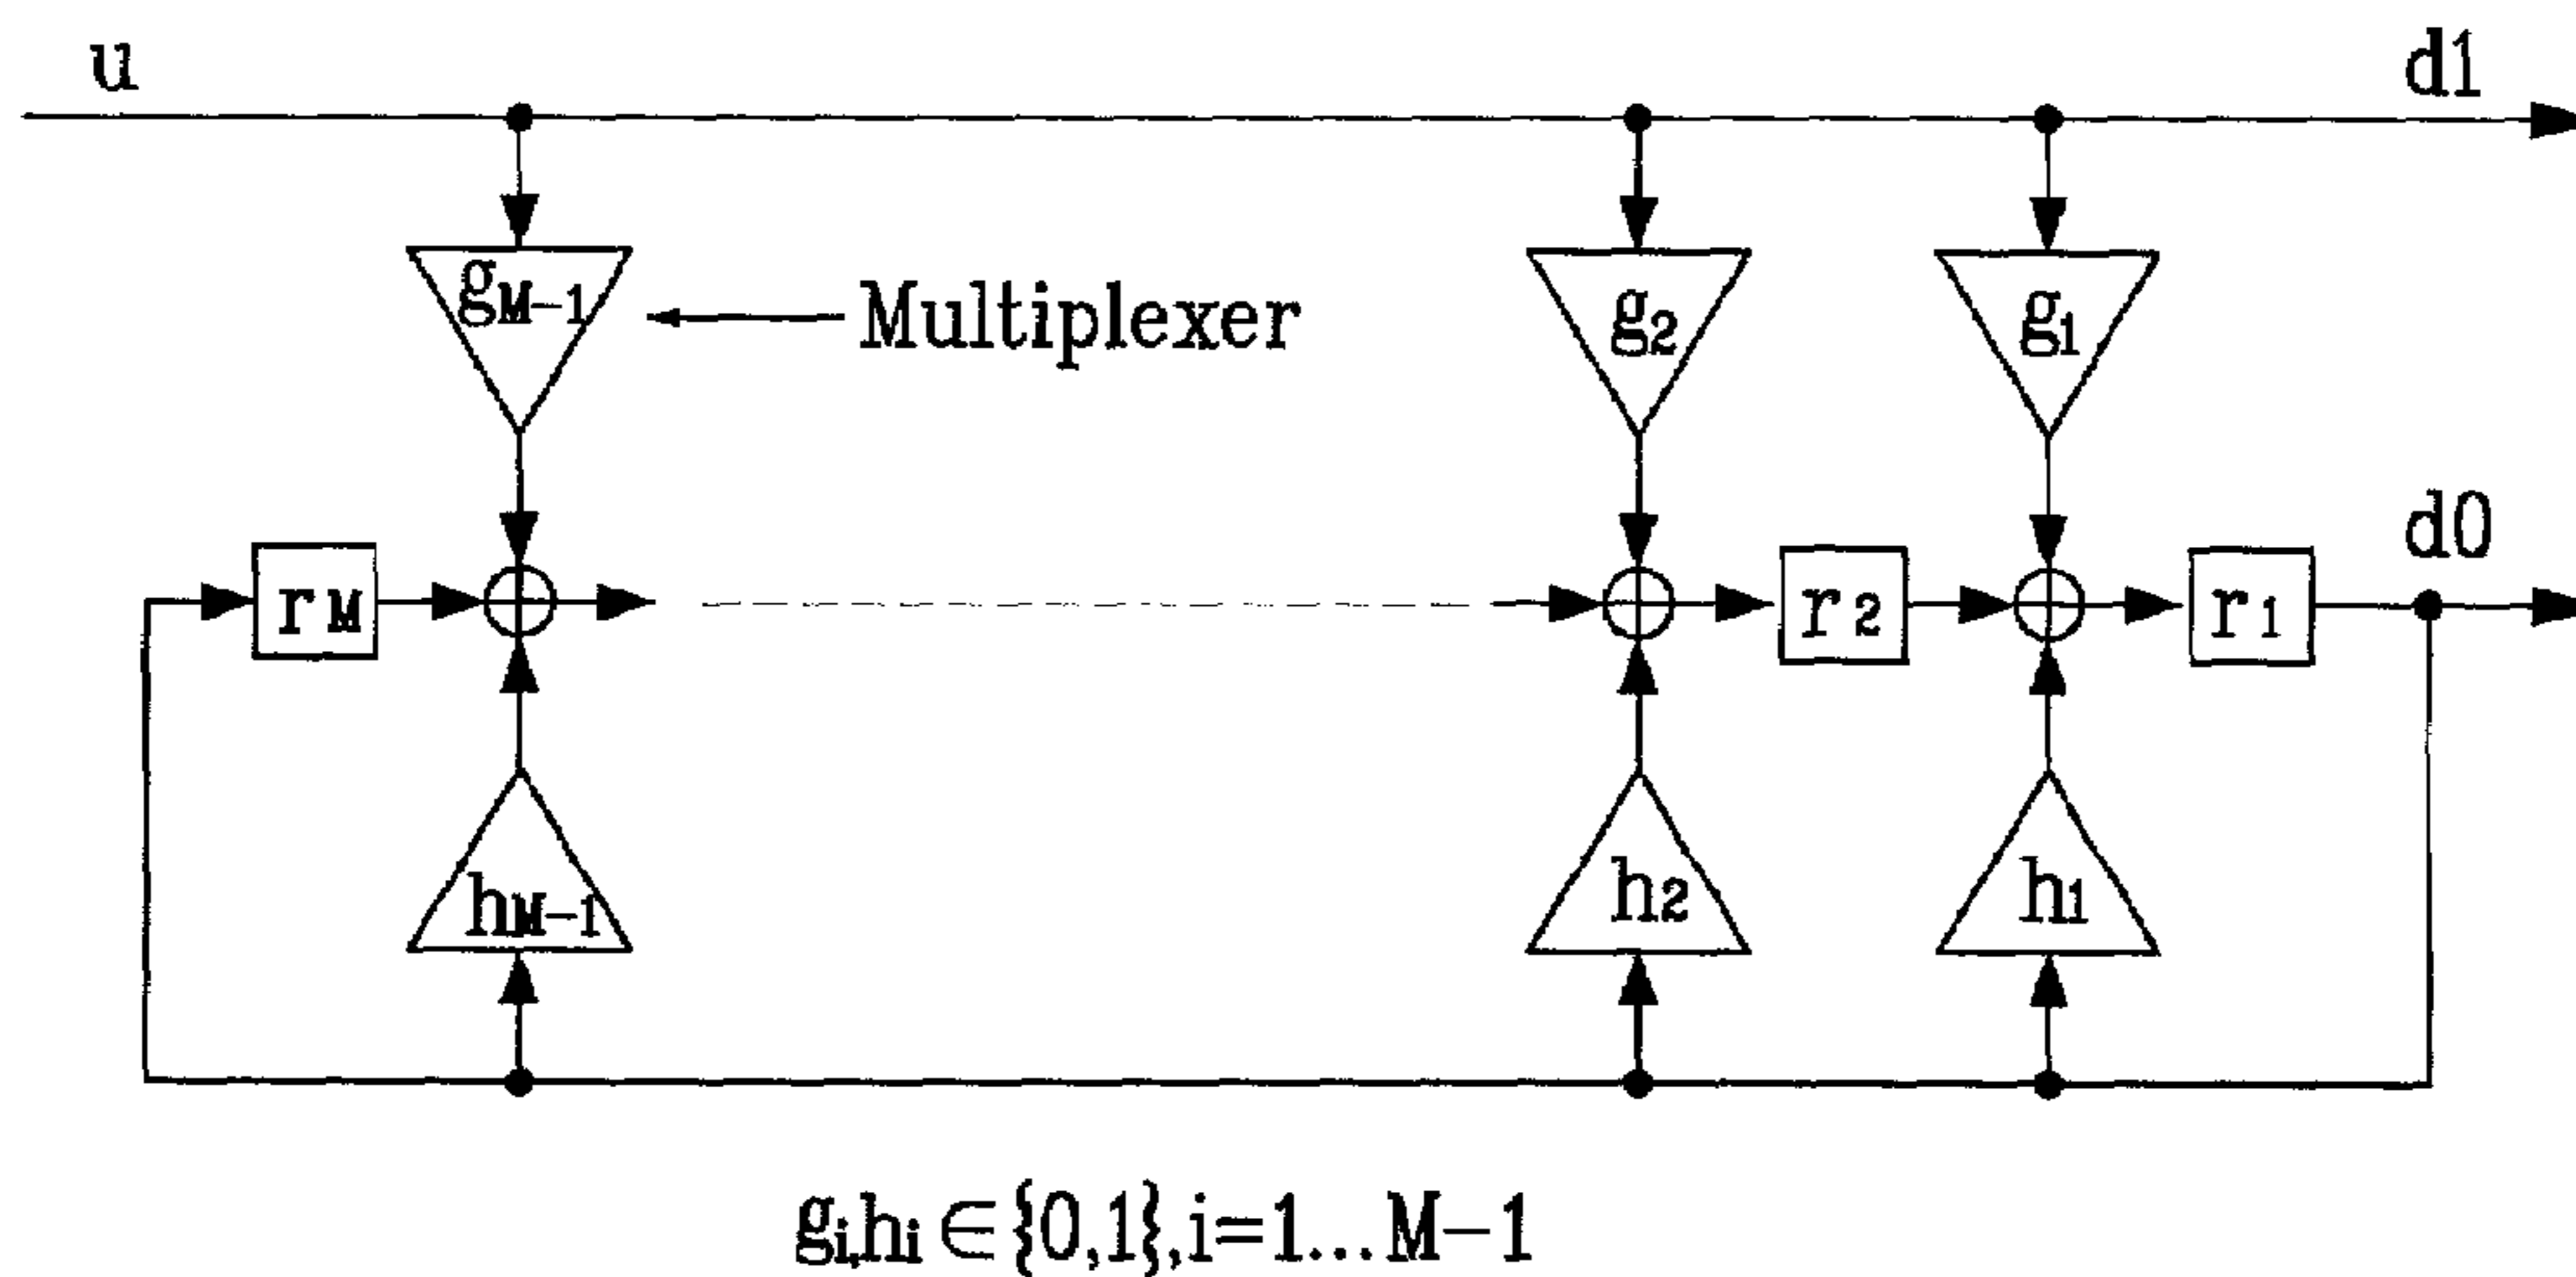 u d1
gM-1 Multiplexer g2 g1
d0
rM r2 r1
hM-1 h2 h1
gi,hi ∈ {0,1},i=1...M-1